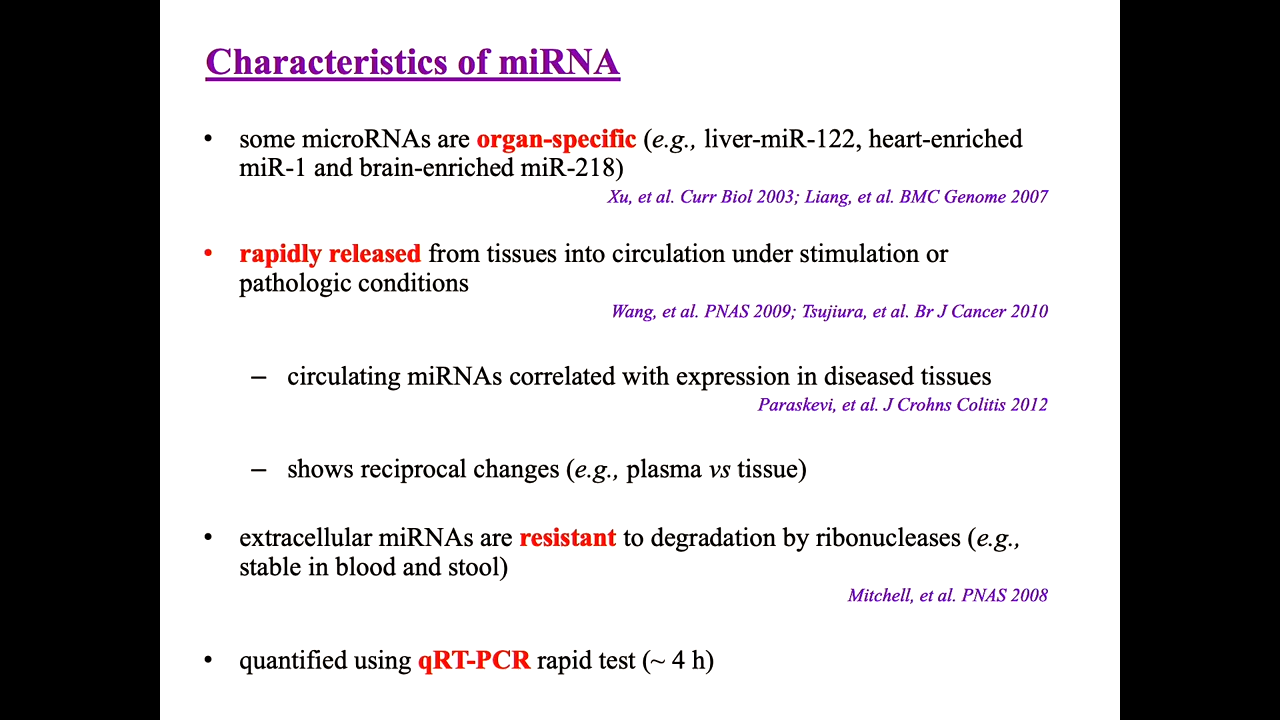 Characteristics of miRNA
• some microRNAs are organ-specific (e.g., liver-miR-122, heart-enriched
miR-1 and brain-enriched miR-218)
Xu, et al. Curr Biol 2003; Liang, et al. BMC Genome 2007
• rapidly released from tissues into circulation under stimulation or
pathologic conditions
Wang, et al. PNAS 2009; Tsujiura, et al. Br J Cancer 2010
– circulating miRNAs correlated with expression in diseased tissues
Paraskevi, et al. J Crohns Colitis 2012
– shows reciprocal changes (e.g., plasma vs tissue)
• extracellular miRNAs are resistant to degradation by ribonucleases (e.g.,
stable in blood and stool)
Mitchell, et al. PNAS 2008
• quantified using qRT-PCR rapid test (~ 4 h)